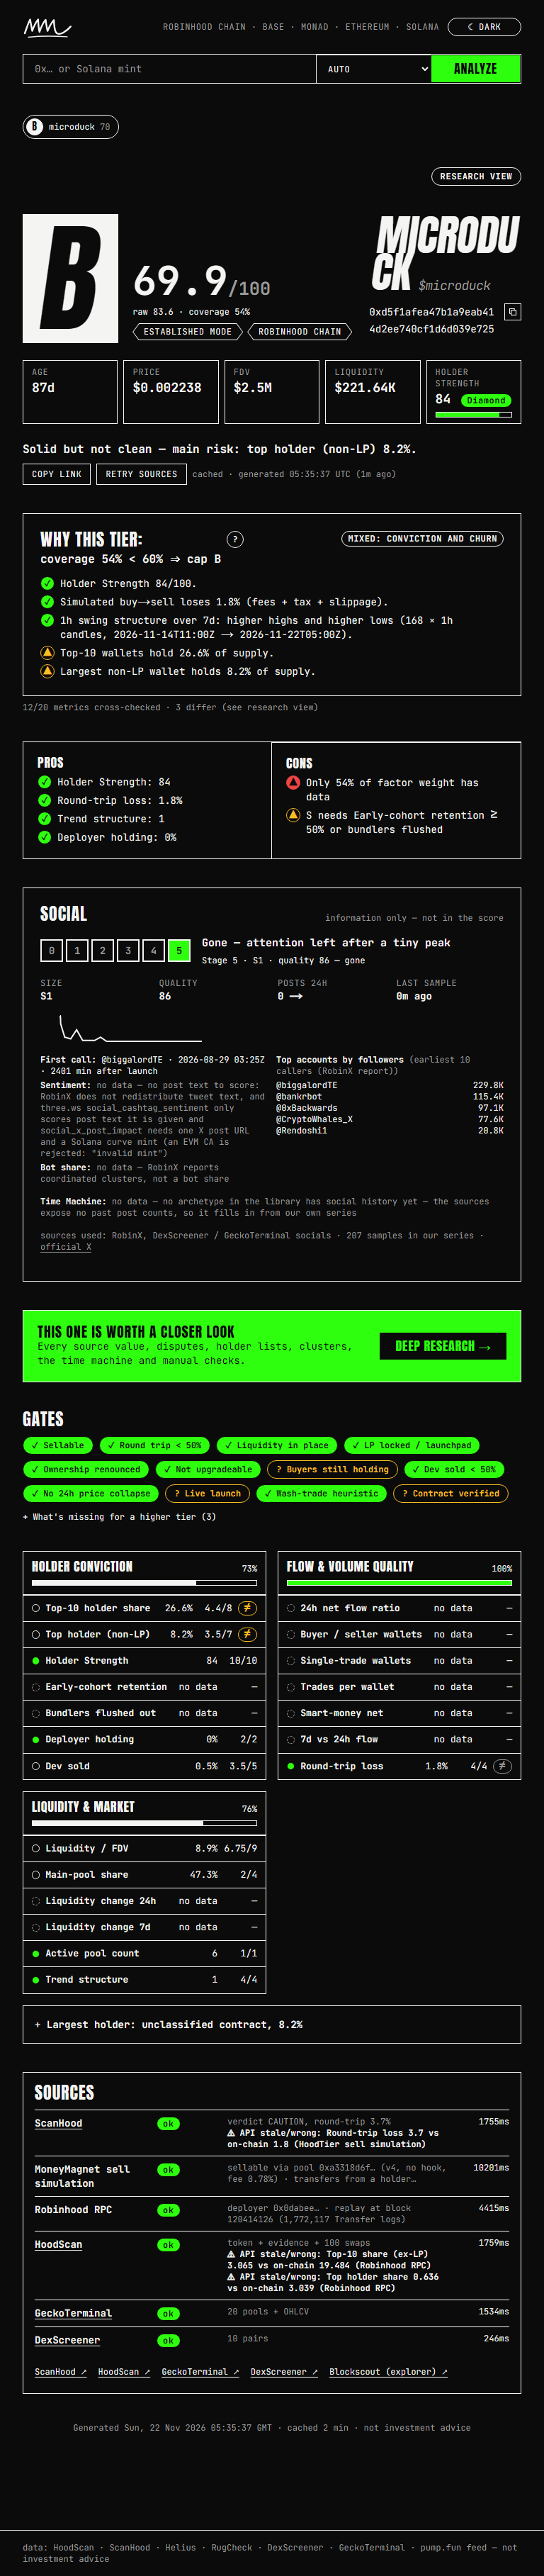 ROBINHOOD CHAIN · BASE · MONAD · ETHEREUM · SOLANA
☾ DARK
0x… or Solana mint
AUTO
ANALYZE
B microduck 70
RESEARCH VIEW
B
69.9/100
raw 83.6 · coverage 54%
ESTABLISHED MODE
ROBINHOOD CHAIN
MICRODU
CK $microduck
0xd5f1afea47b1a9eab41
4d2ee740cf1d6d039e725
AGE
87d
PRICE
$0.002238
FDV
$2.5M
LIQUIDITY
$221.64K
HOLDER
STRENGTH
84 Diamond
Solid but not clean — main risk: top holder (non-LP) 8.2%.
COPY LINK
RETRY SOURCES
cached · generated 05:35:37 UTC (1m ago)
WHY THIS TIER:
?
MIXED: CONVICTION AND CHURN
coverage 54% < 60% ⇒ cap B
✓ Holder Strength 84/100.
✓ Simulated buy→sell loses 1.8% (fees + tax + slippage).
✓ 1h swing structure over 7d: higher highs and higher lows (168 × 1h
candles, 2026-11-14T11:00Z → 2026-11-22T05:00Z).
Top-10 wallets hold 26.6% of supply.
Largest non-LP wallet holds 8.2% of supply.
12/20 metrics cross-checked · 3 differ (see research view)
PROS
✓ Holder Strength: 84
✓ Round-trip loss: 1.8%
✓ Trend structure: 1
✓ Deployer holding: 0%
CONS
Only 54% of factor weight has
data
S needs Early-cohort retention ≥
50% or bundlers flushed
SOCIAL
information only — not in the score
0 1 2 3 4 5
Gone — attention left after a tiny peak
Stage 5 · S1 · quality 86 — gone
SIZE
S1
QUALITY
86
POSTS 24H
0 →
LAST SAMPLE
0m ago
First call: @biggalordTE · 2026-08-29 03:25Z
· 2401 min after launch
Sentiment: no data — no post text to score:
RobinX does not redistribute tweet text, and
three.ws social_cashtag_sentiment only
scores post text it is given and
social_x_post_impact needs one X post URL
and a Solana curve mint (an EVM CA is
rejected: "invalid mint")
Bot share: no data — RobinX reports
coordinated clusters, not a bot share
Top accounts by followers (earliest 10
callers (RobinX report))
@biggalordTE 229.8K
@bankrbot 115.4K
@0xBackwards 97.1K
@CryptoWhales_X 77.6K
@Rendoshi1 20.8K
Time Machine: no data — no archetype in the library has social history yet — the sources
expose no past post counts, so it fills in from our own series
sources used: RobinX, DexScreener / GeckoTerminal socials · 207 samples in our series ·
official X
THIS ONE IS WORTH A CLOSER LOOK
Every source value, disputes, holder lists, clusters,
the time machine and manual checks.
DEEP RESEARCH →
GATES
✓ Sellable ✓ Round trip < 50% ✓ Liquidity in place ✓ LP locked / launchpad
✓ Ownership renounced ✓ Not upgradeable ? Buyers still holding ✓ Dev sold < 50%
✓ No 24h price collapse ? Live launch ✓ Wash-trade heuristic ? Contract verified
+ What's missing for a higher tier (3)
HOLDER CONVICTION 73%
Top-10 holder share 26.6% 4.4/8 ≠
Top holder (non-LP) 8.2% 3.5/7 ≠
Holder Strength 84 10/10
Early-cohort retention no data —
Bundlers flushed out no data —
Deployer holding 0% 2/2
Dev sold 0.5% 3.5/5
FLOW & VOLUME QUALITY 100%
24h net flow ratio no data —
Buyer / seller wallets no data —
Single-trade wallets no data —
Trades per wallet no data —
Smart-money net no data —
7d vs 24h flow no data —
Round-trip loss 1.8% 4/4 ≠
LIQUIDITY & MARKET 76%
Liquidity / FDV 8.9% 6.75/9
Main-pool share 47.3% 2/4
Liquidity change 24h no data —
Liquidity change 7d no data —
Active pool count 6 1/1
Trend structure 1 4/4
+ Largest holder: unclassified contract, 8.2%
SOURCES
ScanHood ok verdict CAUTION, round-trip 3.7% 1755ms
⚠ API stale/wrong: Round-trip loss 3.7 vs
on-chain 1.8 (HoodTier sell simulation)
MoneyMagnet sell
simulation
ok
sellable via pool 0xa3318d6f… (v4, no hook,
fee 0.78%) · transfers from a holder…
10201ms
Robinhood RPC ok deployer 0x0dabee… · replay at block 4415ms
120414126 (1,772,117 Transfer logs)
HoodScan ok token + evidence + 100 swaps 1759ms
⚠ API stale/wrong: Top-10 share (ex-LP)
3.065 vs on-chain 19.484 (Robinhood RPC)
⚠ API stale/wrong: Top holder share 0.636
vs on-chain 3.039 (Robinhood RPC)
GeckoTerminal ok 20 pools + OHLCV 1534ms
DexScreener ok 10 pairs 246ms
ScanHood ↗ HoodScan ↗ GeckoTerminal ↗ DexScreener ↗ Blockscout (explorer) ↗
Generated Sun, 22 Nov 2026 05:35:37 GMT · cached 2 min · not investment advice
data: HoodScan · ScanHood · Helius · RugCheck · DexScreener · GeckoTerminal · pump.fun feed — not
investment advice